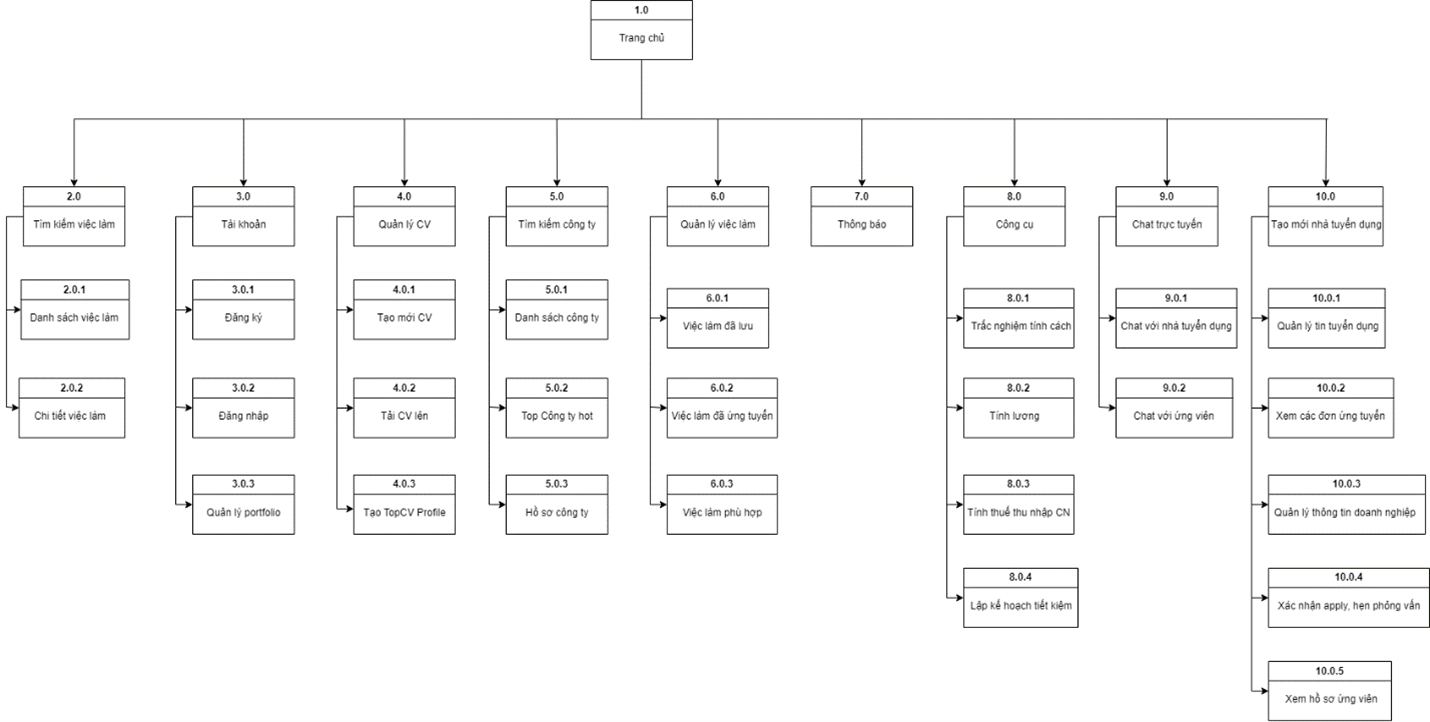 1.0
Trang chủ
2.0
Tìm kiếm việc làm
3.0
Tài khoản
4.0
Quản lý CV
5.0
Tìm kiếm công ty
6.0
Quản lý việc làm
7.0
Thông báo
8.0
Công cụ
9.0
Chat trực tuyến
10.0
Tạo mới nhà tuyển dụng
2.0.1
Danh sách việc làm
2.0.2
Chi tiết việc làm
3.0.1
Đăng ký
3.0.2
Đăng nhập
3.0.3
Quản lý portfolio
4.0.1
Tạo mới CV
4.0.2
Tải CV lên
4.0.3
Tạo TopCV Profile
5.0.1
Danh sách công ty
5.0.2
Top Công ty hot
5.0.3
Hồ sơ công ty
6.0.1
Việc làm đã lưu
6.0.2
Việc làm đã ứng tuyển
6.0.3
Việc làm phù hợp
8.0.1
Trắc nghiệm tính cách
8.0.2
Tính lương
8.0.3
Tính thuế thu nhập CN
8.0.4
Lập kế hoạch tiết kiệm
9.0.1
Chat với nhà tuyển dụng
9.0.2
Chat với ứng viên
10.0.1
Quản lý tin tuyển dụng
10.0.2
Xem các đơn ứng tuyển
10.0.3
Quản lý thông tin doanh nghiệp
10.0.4
Xác nhận apply, hẹn phỏng vấn
10.0.5
Xem hồ sơ ứng viên